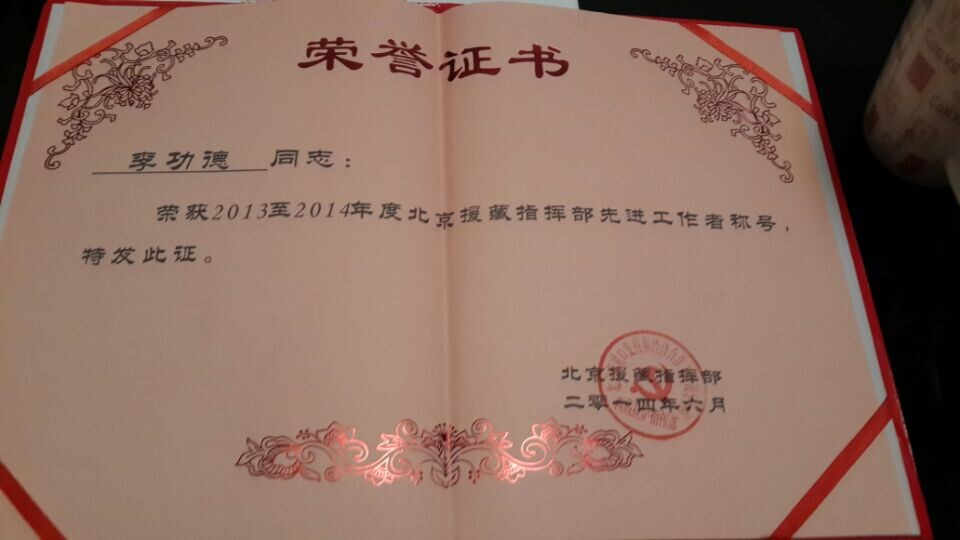 荣誉证书
李功德 同志：
荣获2013至2014年度北京援藏指挥部先进工作者称号，
特发此证。
北京援藏指挥部
二零一四年六月